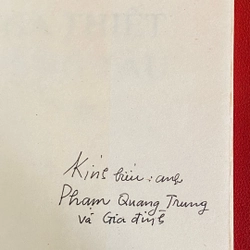 Kính biếu : anh
Phạm Quang Trung
và Gia đình